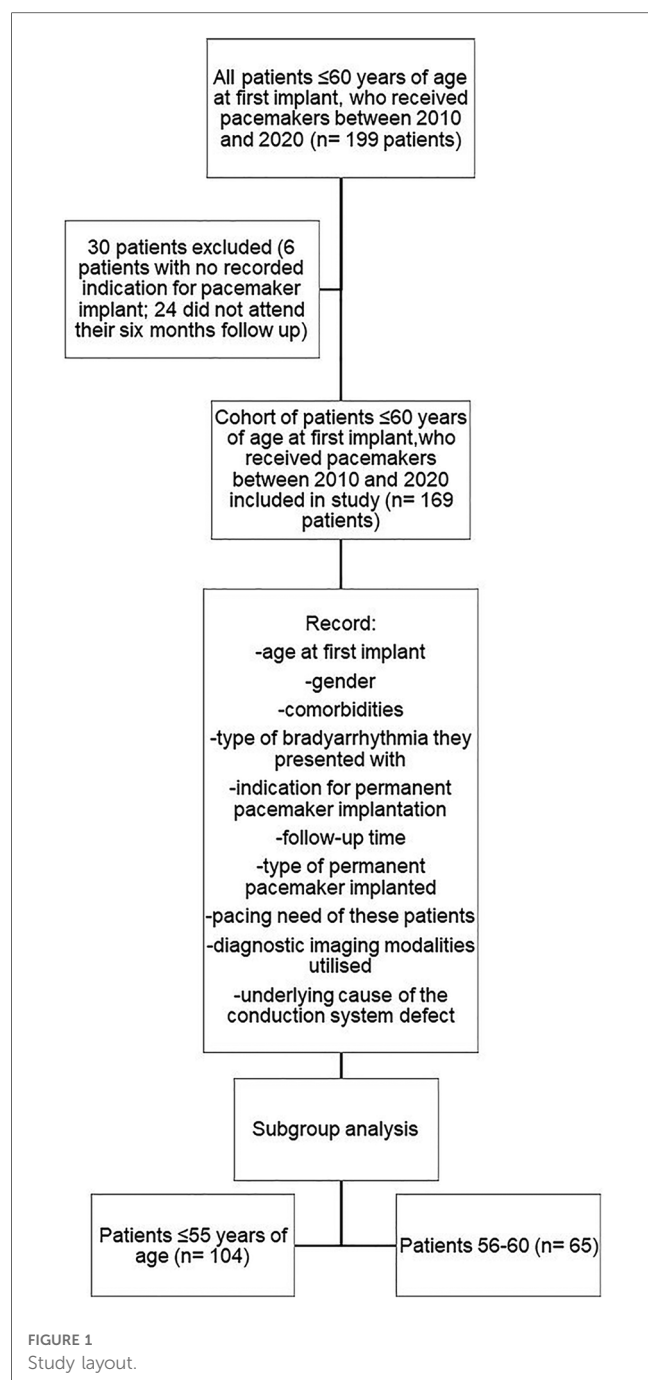 All patients ≤60 years of age
at first implant, who received
pacemakers between 2010
and 2020 (n= 199 patients)
30 patients excluded (6
patients with no recorded
indication for pacemaker
implant; 24 did not attend
their six months follow up)
Cohort of patients ≤60 years
of age at first implant,who
received pacemakers
between 2010 and 2020
included in study (n= 169
patients)
Record:
-age at first implant
-gender
-comorbidities
-type of bradyarrhythmia they
presented with
-indication for permanent
pacemaker implantation
-follow-up time
-type of permanent
pacemaker implanted
-pacing need of these patients
-diagnostic imaging modalities
utilised
-underlying cause of the
conduction system defect
Subgroup analysis
Patients ≤55 years of
age (n= 104)
Patients 56-60 (n= 65)
FIGURE 1
Study layout.